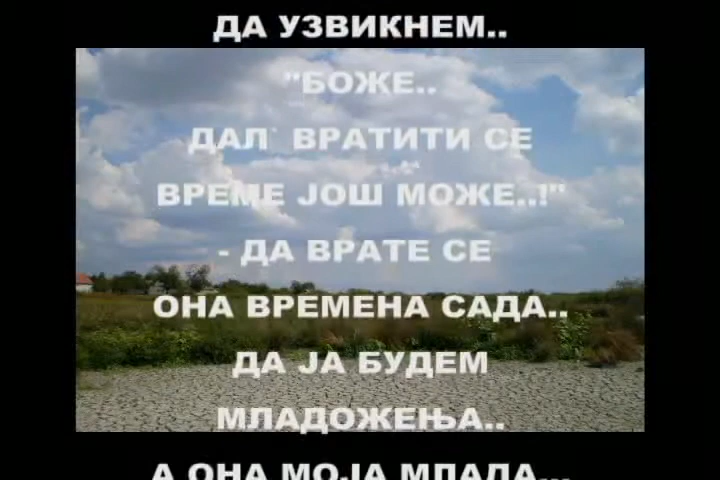 ДА УЗВИКНЕМ..
"БОЖЕ..
ДАЛ` ВРАТИТИ СЕ
ВРЕМЕ ЈОШ МОЖЕ..!"
- ДА ВРАТЕ СЕ
ОНА ВРЕМЕНА САДА..
ДА ЈА БУДЕМ
МЛАДОЖЕЊА..
А ОНА МОЈА МЛАДА...